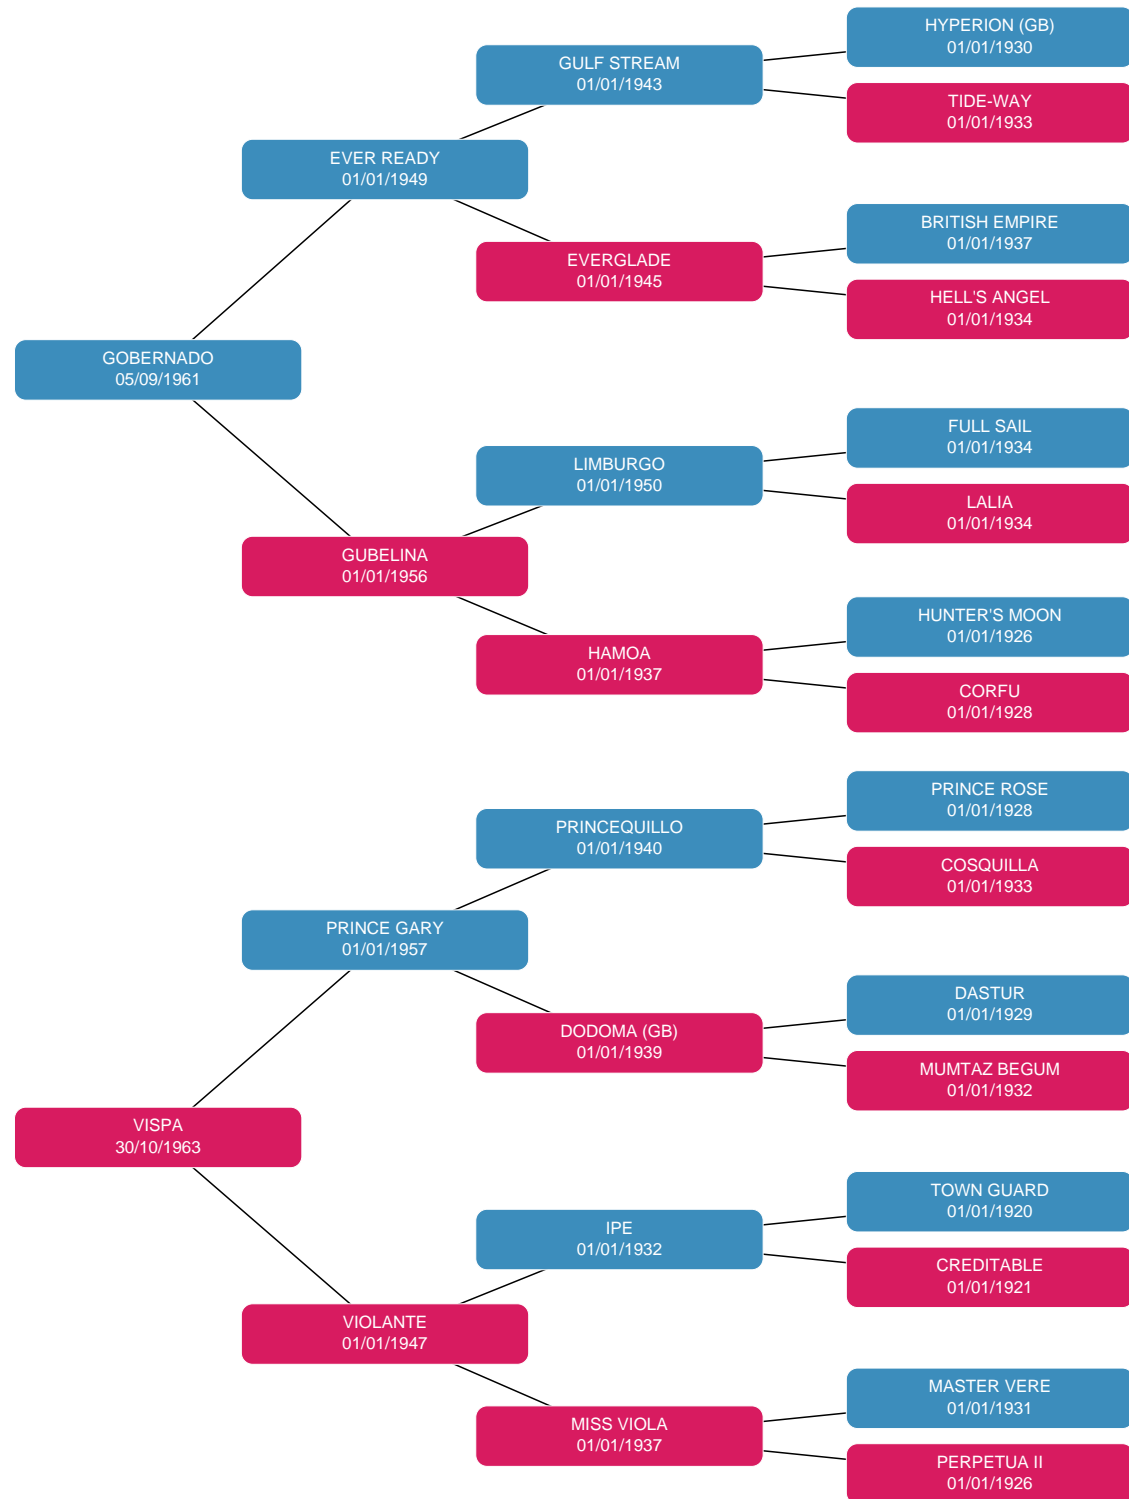 HYPERION (GB)
01/01/1930
GULF STREAM
01/01/1943
TIDE-WAY
01/01/1933
EVER READY
01/01/1949
BRITISH EMPIRE
01/01/1937
EVERGLADE
01/01/1945
HELL'S ANGEL
01/01/1934
GOBERNADO
05/09/1961
FULL SAIL
01/01/1934
LIMBURGO
01/01/1950
LALIA
01/01/1934
GUBELINA
01/01/1956
HUNTER'S MOON
01/01/1926
HAMOA
01/01/1937
CORFU
01/01/1928
PRINCE ROSE
01/01/1928
PRINCEQUILLO
01/01/1940
COSQUILLA
01/01/1933
PRINCE GARY
01/01/1957
DASTUR
01/01/1929
DODOMA (GB)
01/01/1939
MUMTAZ BEGUM
01/01/1932
VISPA
30/10/1963
TOWN GUARD
01/01/1920
IPE
01/01/1932
CREDITABLE
01/01/1921
VIOLANTE
01/01/1947
MASTER VERE
01/01/1931
MISS VIOLA
01/01/1937
PERPETUA II
01/01/1926